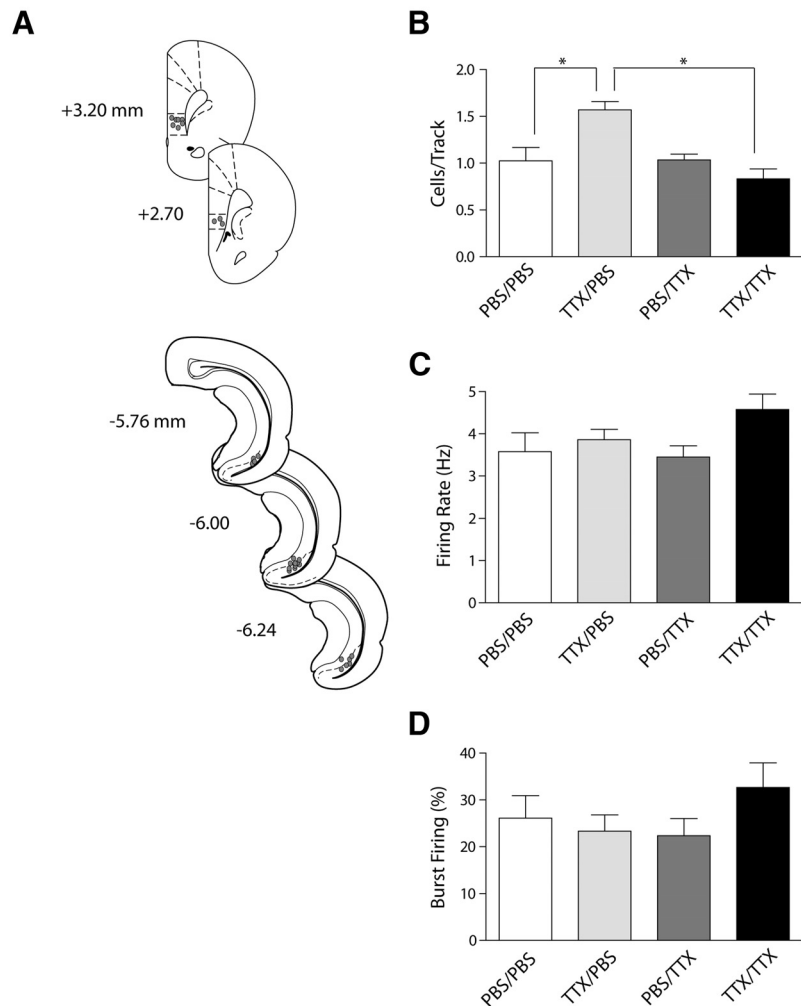 A
+3.20 mm
+2.70
-5.76 mm
-6.00
-6.24
B
*
*
Cells/Track
2.0
1.5
1.0
0.5
0.0
PBS/PBS
TTX/PBS
PBS/TTX
TTX/TTX
C
Firing Rate (Hz)
5
4
3
2
1
0
PBS/PBS
TTX/PBS
PBS/TTX
TTX/TTX
D
Burst Firing (%)
40
30
20
10
0
PBS/PBS
TTX/PBS
PBS/TTX
TTX/TTX